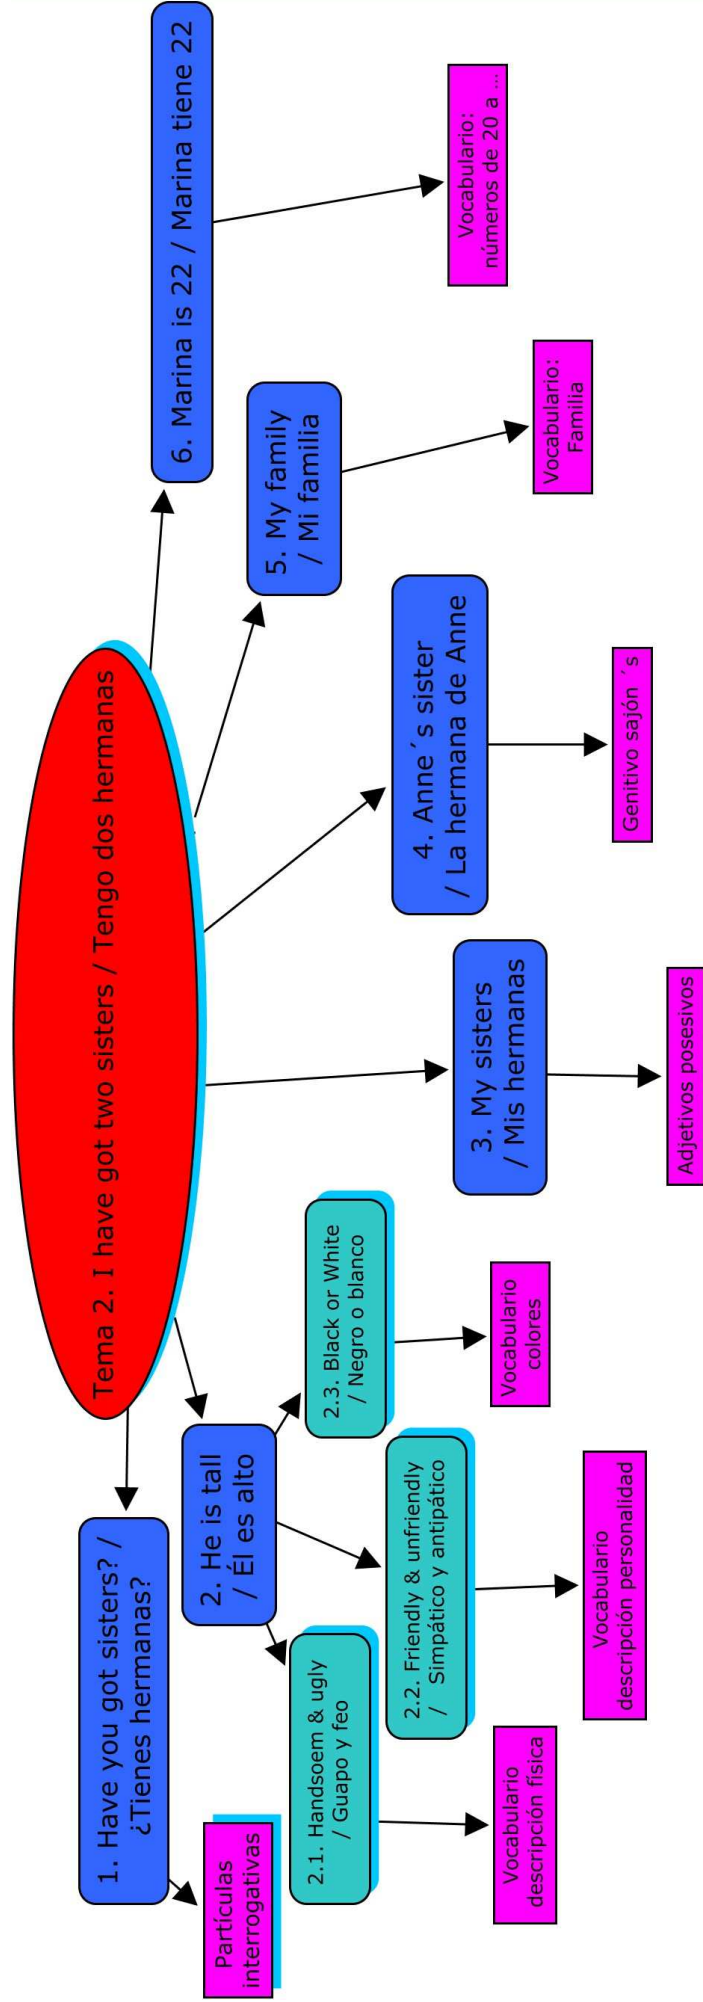 Tema 2. I have got two sisters / Tengo dos hermanas
1. Have you got sisters? /
¿Tienes hermanas?
Partículas
interrogativas
2. He is tall
/ Él es alto
2.1. Handsoem & ugly
/ Guapo y feo
Vocabulario
descripción física
2.2. Friendly & unfriendly
/ Simpático y antipático
Vocabulario
descripción personalidad
2.3. Black or White
/ Negro o blanco
Vocabulario
colores
3. My sisters
/ Mis hermanas
Adjetivos posesivos
4. Anne´s sister
/ La hermana de Anne
Genitivo sajón ´s
5. My family
/ Mi familia
Vocabulario:
Familia
6. Marina is 22 / Marina tiene 22
Vocabulario:
números de 20 a ...